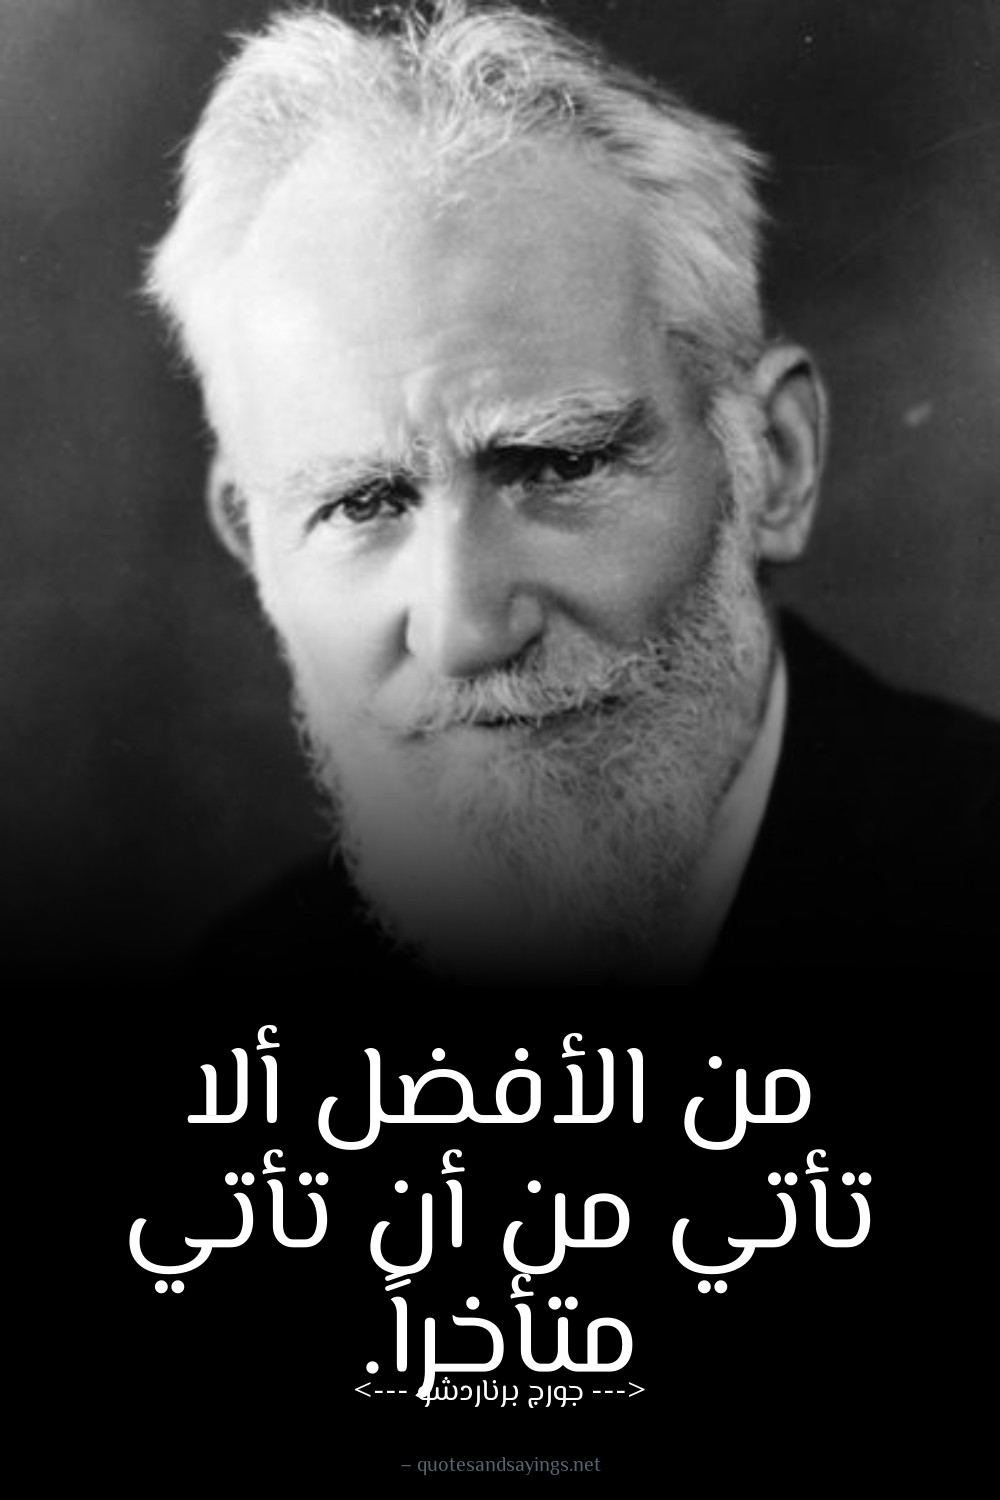 من الأفضل ألا
تأتي من أن تأتي
متأخراً.
<--- جورج برناردشو --->
– quotesandsayings.net